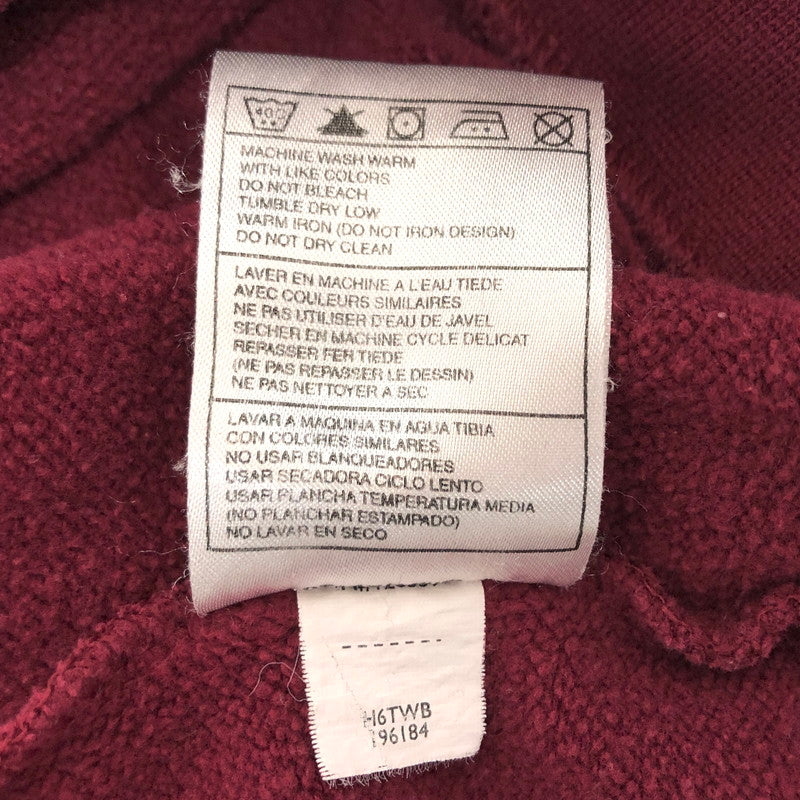 40°
MACHINE WASH WARM
WITH LIKE COLORS
DO NOT BLEACH
TUMBLE DRY LOW
WARM IRON (DO NOT IRON DESIGN)
DO NOT DRY CLEAN
LAVER EN MACHINE A L'EAU TIEDE
AVEC COULEURS SIMILAIRES
NE PAS UTILISER D'EAU DE JAVEL
SECHER EN MACHINE CYCLE DELICAT
REPASSER FER TIEDE
(NE PAS REPASSER LE DESSIN)
NE PAS NETTOYER A SEC
LAVAR A MAQUINA EN AGUA TIBIA
CON COLORES SIMILARES
NO USAR BLANQUEADORES
USAR SECADORA CICLO LENTO
USAR PLANCHA TEMPERATURA MEDIA
(NO PLANCHAR ESTAMPADO)
NO LAVAR EN SECO
H6TWB
196184